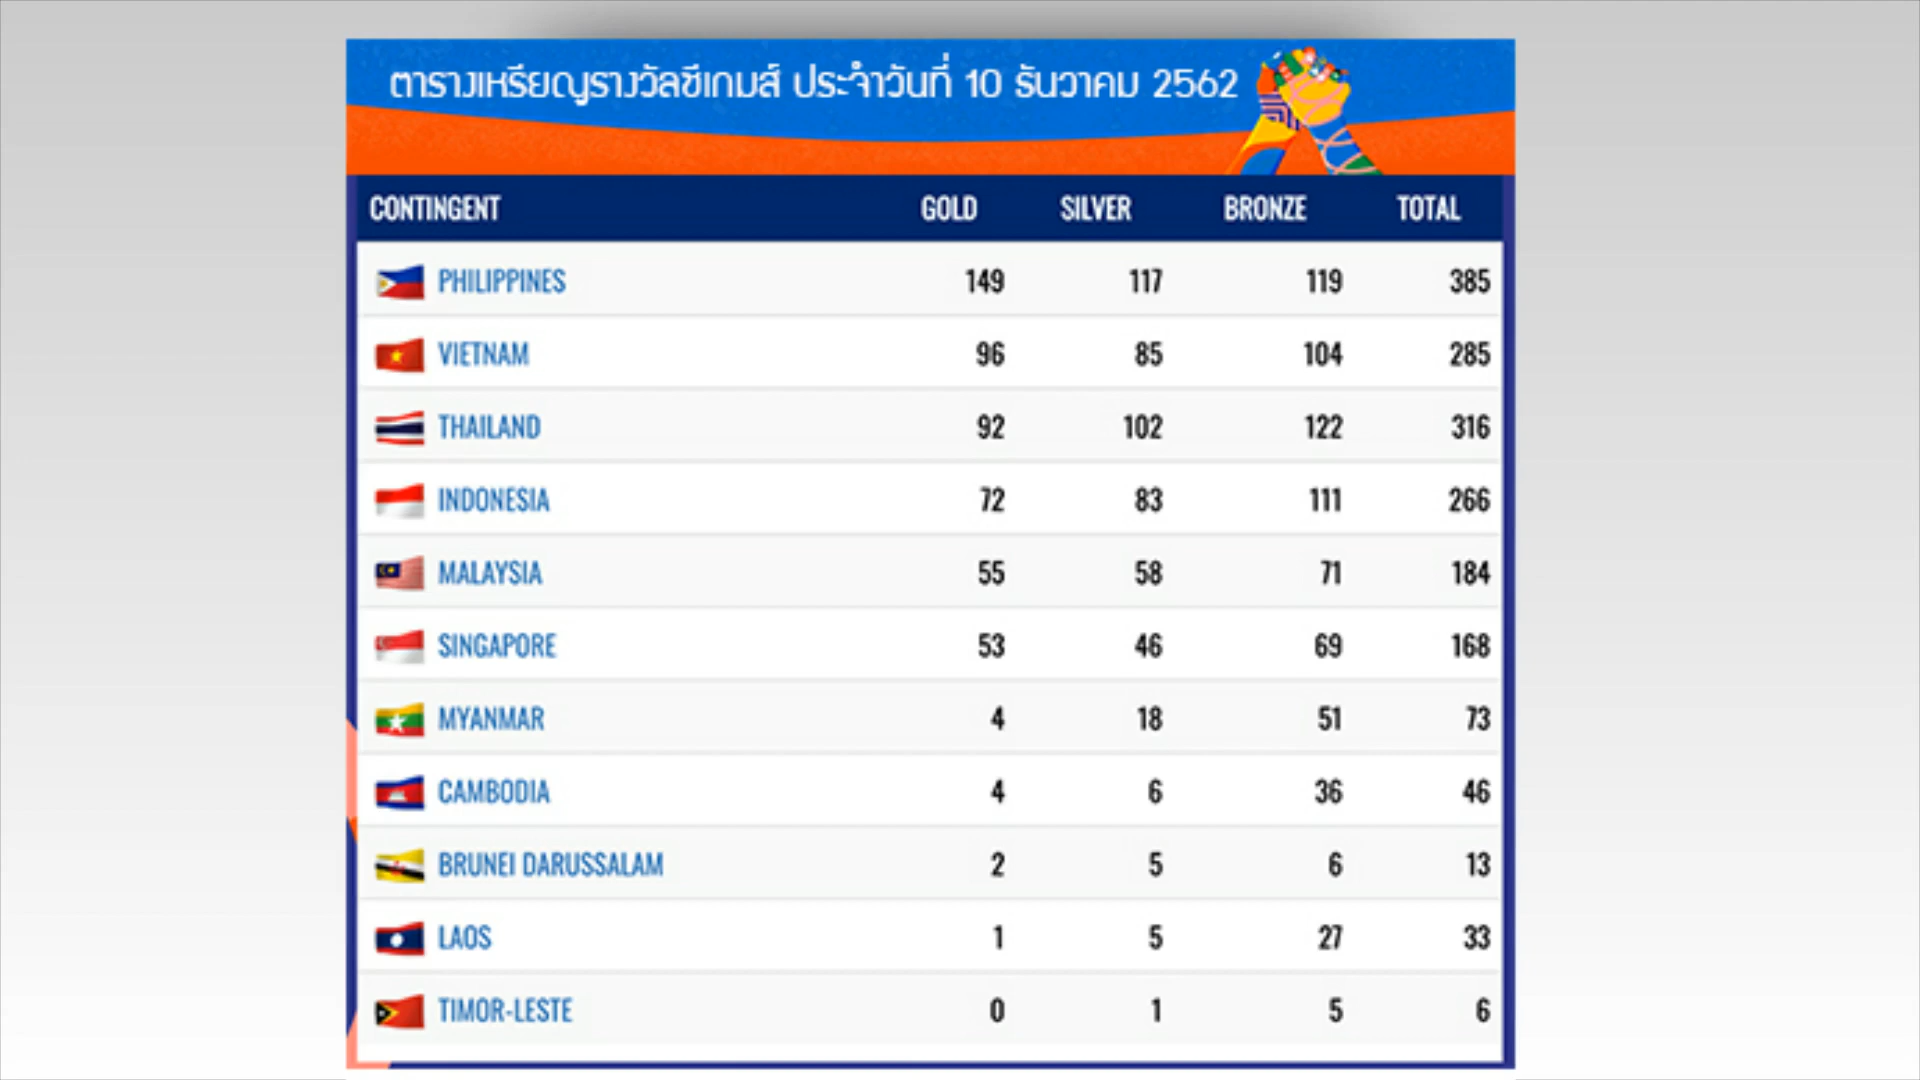 ตารางเหรียญรางวัลซีเกมส์ ประจำวันที่ 10 ธันวาคม 2562
CONTINGENT GOLD SILVER BRONZE TOTAL
PHILIPPINES 149 117 119 385
VIETNAM 96 85 104 285
THAILAND 92 102 122 316
INDONESIA 72 83 111 266
MALAYSIA 55 58 71 184
SINGAPORE 53 46 69 168
MYANMAR 4 18 51 73
CAMBODIA 4 6 36 46
BRUNEI DARUSSALAM 2 5 6 13
LAOS 1 5 27 33
TIMOR-LESTE 0 1 5 6